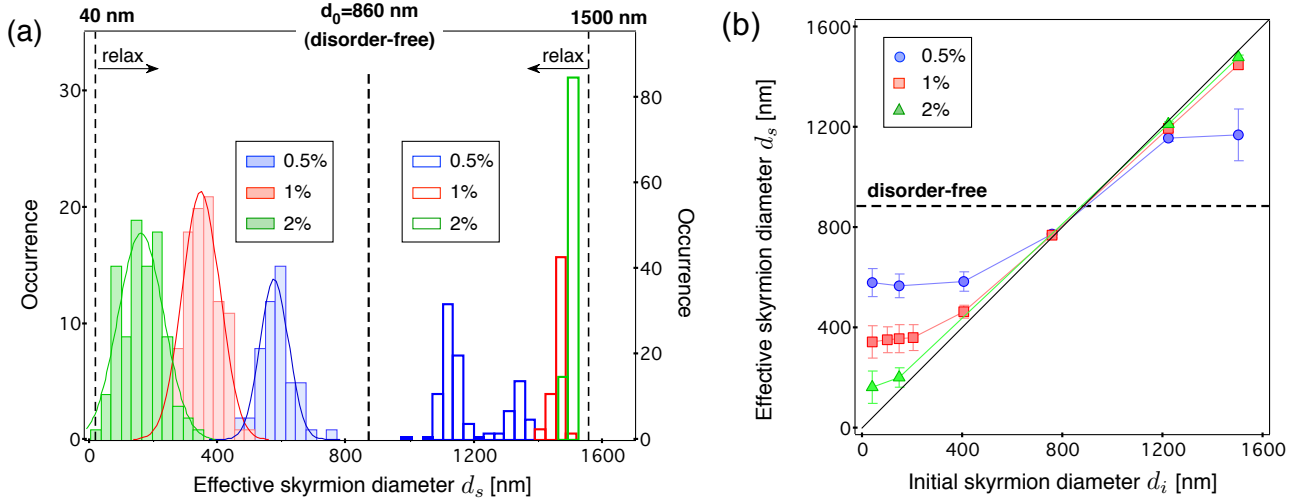 (a)
40 nm
d0=860 nm
(disorder-free)
1500 nm
relax
relax
30
20
10
0
Occurrence
0.5%
1%
2%
0.5%
1%
2%
80
60
40
20
0
Occurrence
0
400
800
1200
1600
Effective skyrmion diameter ds [nm]
(b)
1600
1200
800
400
0
Effective skyrmion diameter ds [nm]
0.5%
1%
2%
disorder-free
0
400
800
1200
1600
Initial skyrmion diameter di [nm]